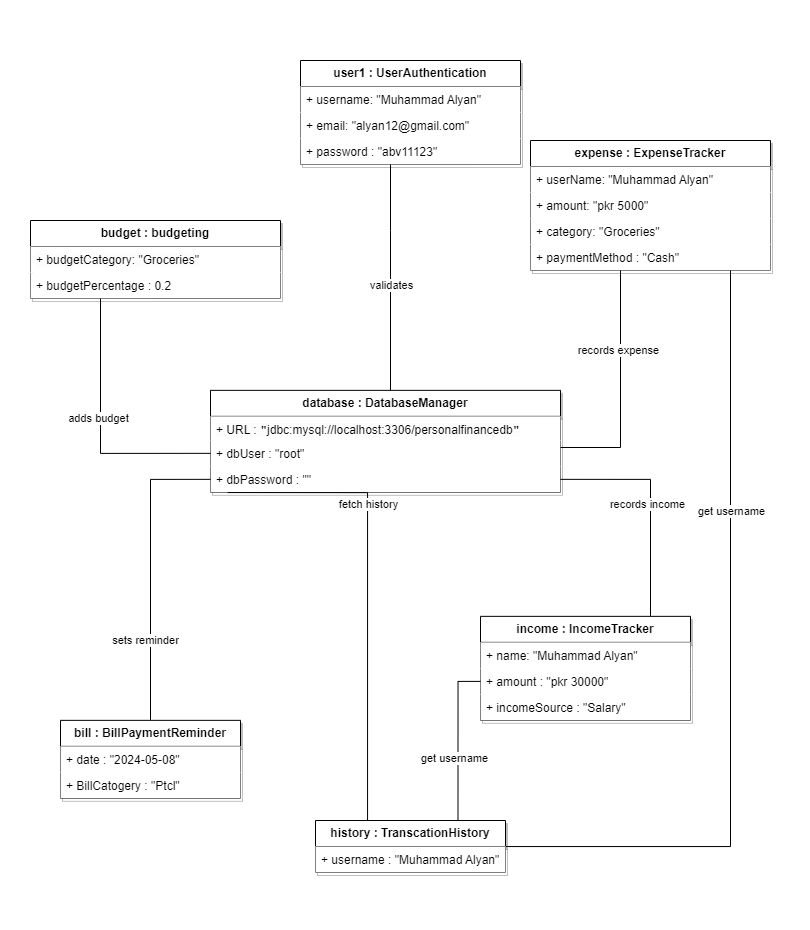 user1 : UserAuthentication
+ username: "Muhammad Alyan"
+ email: "alyan12@gmail.com"
+ password : "abv11123"
expense : ExpenseTracker
+ userName: "Muhammad Alyan"
+ amount: "pkr 5000"
+ category: "Groceries"
+ paymentMethod : "Cash"
budget : budgeting
+ budgetCategory: "Groceries"
+ budgetPercentage : 0.2
validates
records expense
adds budget
database : DatabaseManager
+ URL : "jdbc:mysql://localhost:3306/personalfinancedb"
+ dbUser : "root"
+ dbPassword : ""
fetch history
records income
get username
income : IncomeTracker
+ name: "Muhammad Alyan"
+ amount : "pkr 30000"
+ incomeSource : "Salary"
sets reminder
bill : BillPaymentReminder
+ date : "2024-05-08"
+ BillCatogery : "Ptcl"
get username
history : TranscationHistory
+ username : "Muhammad Alyan"